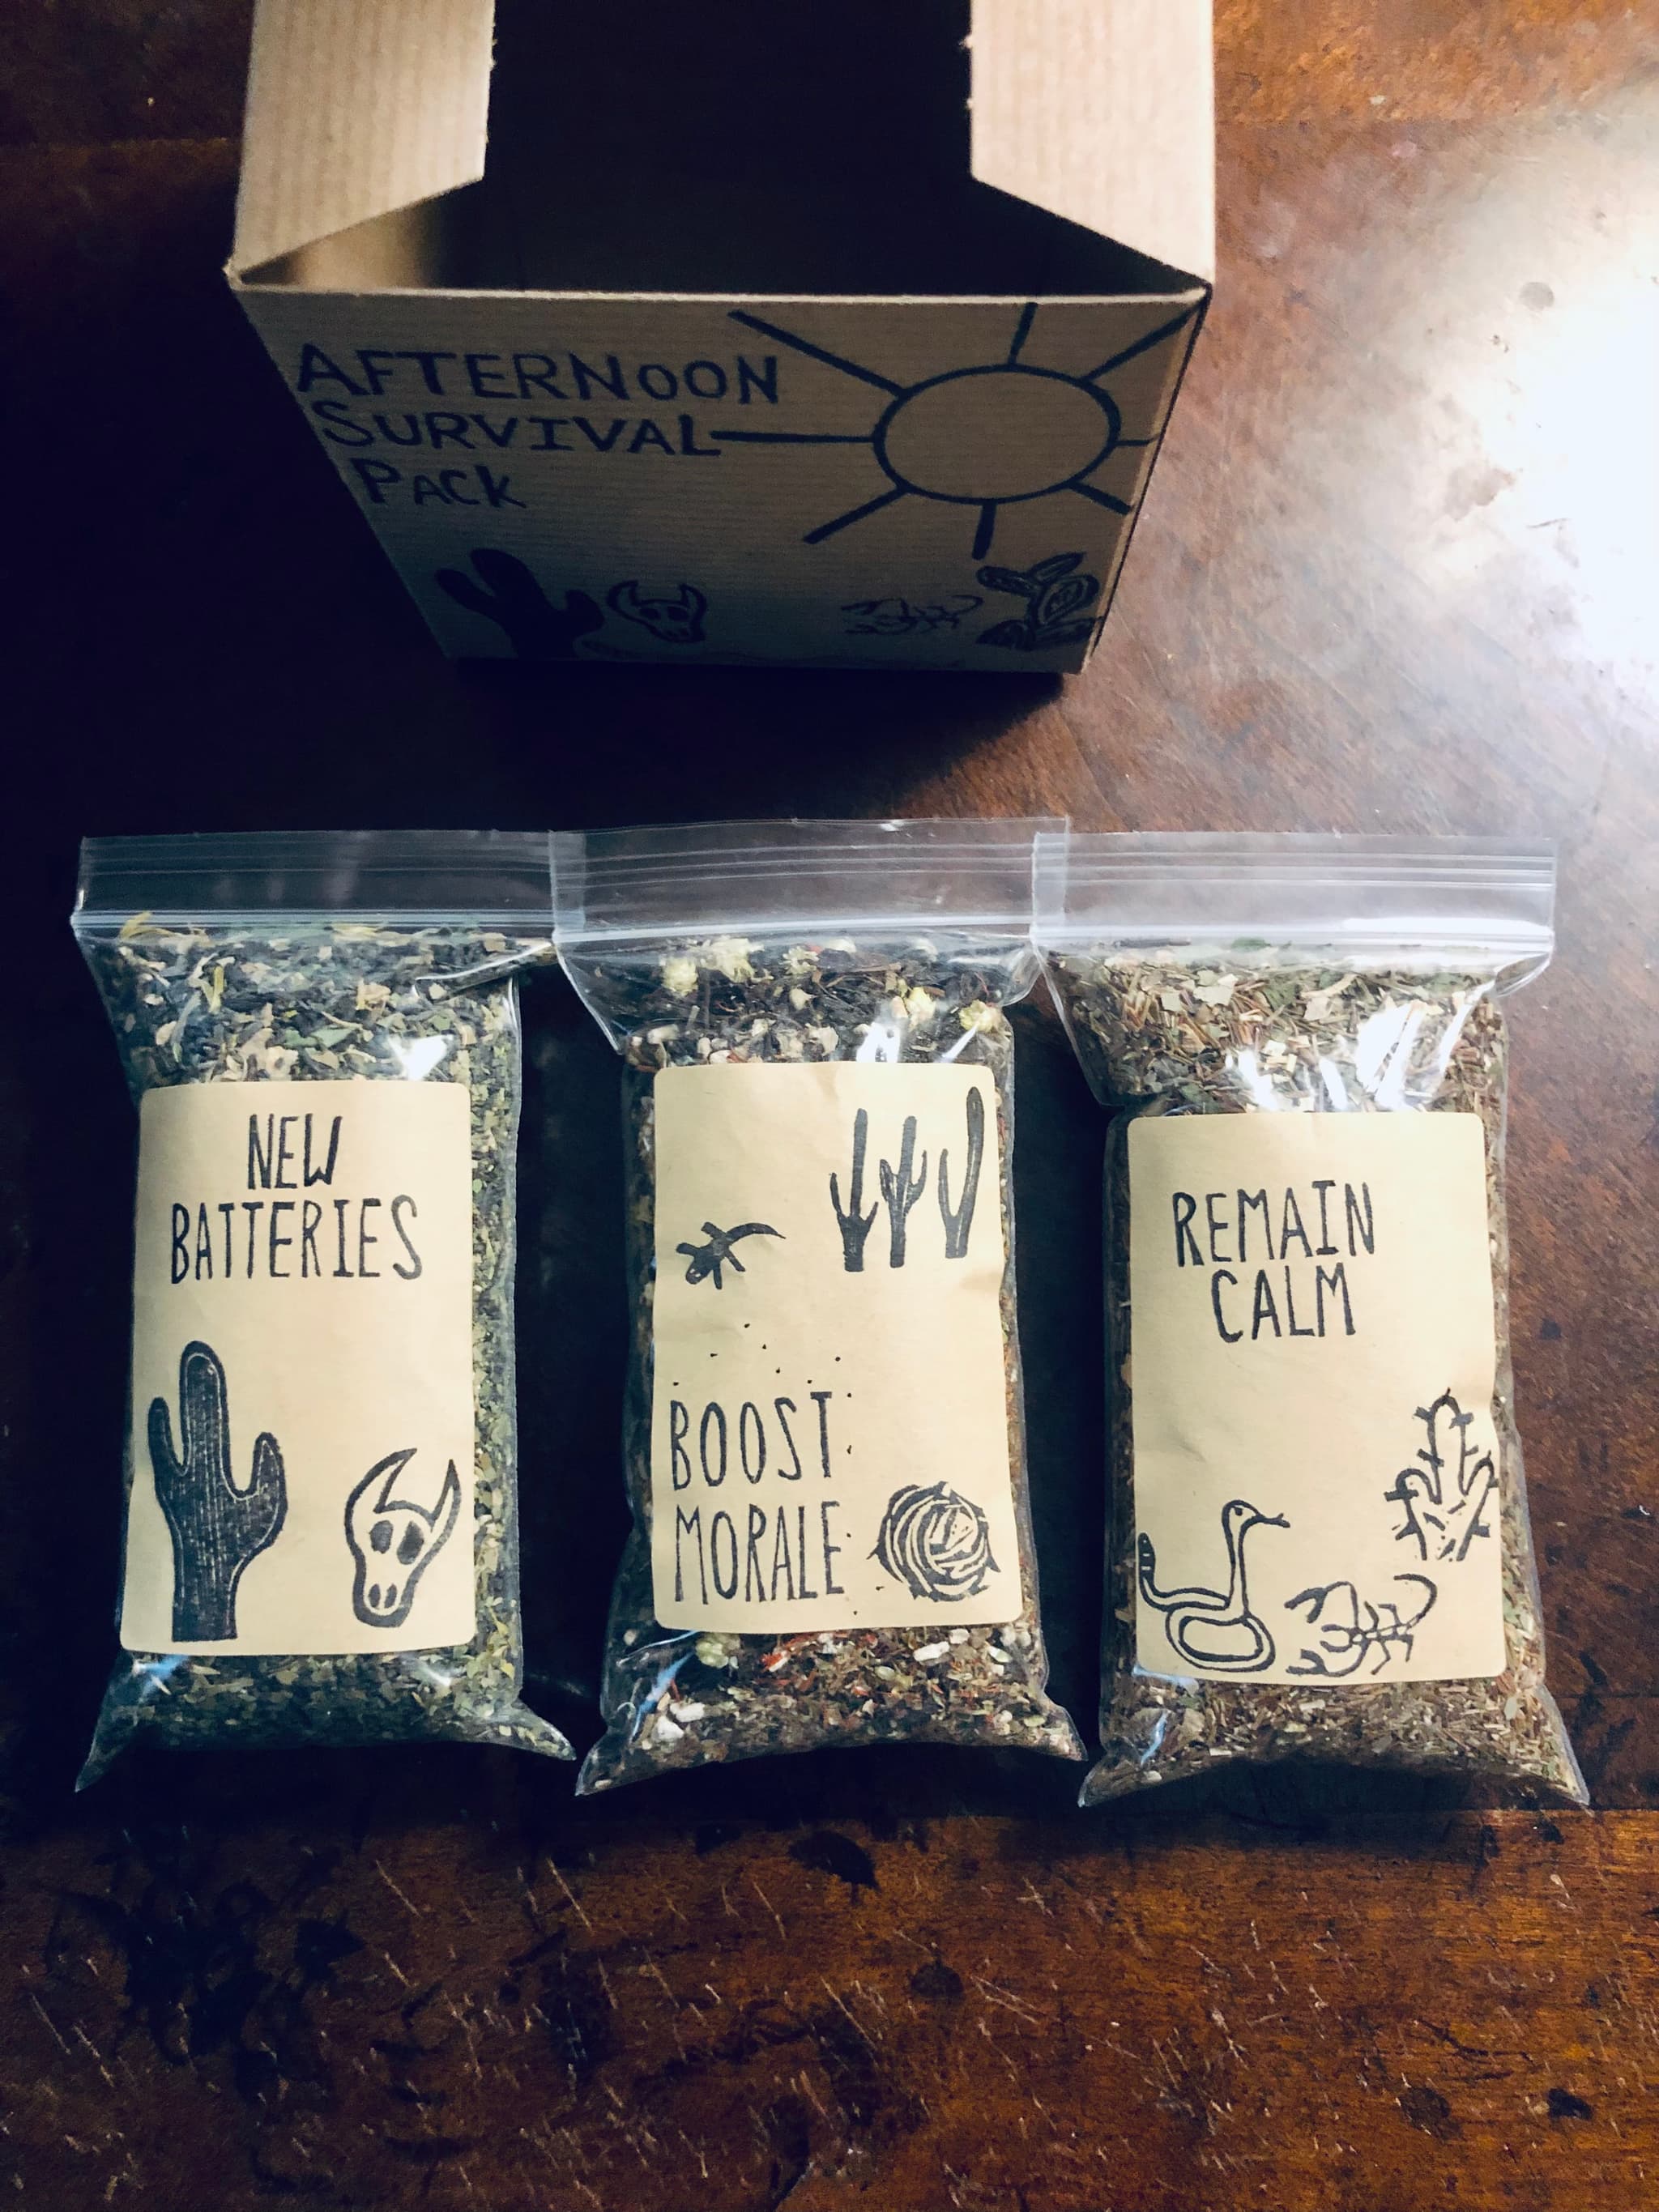 AFTERNOON
SURVIVAL
PACK
NEW
BATTERIES
BOOST
MORALE
REMAIN
CALM